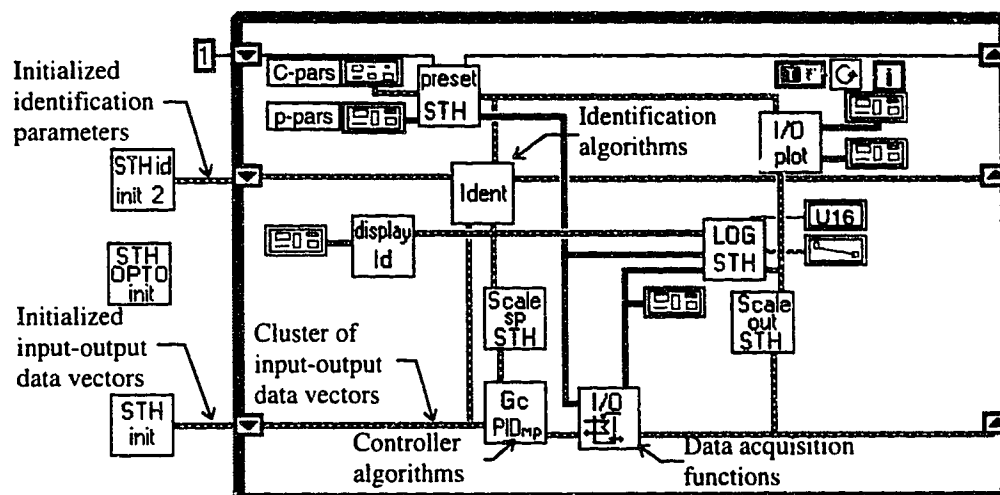 1
C-pars
preset
STH
p-pars
Initialized
identification
parameters
Identification
algorithms
I/O
plot
i
STH id
init 2
Ident
display
Id
U16
LOG
STH
STH
OPTO
init
Scale
sp
STH
Scale
out
STH
Initialized
input-output
data vectors
Cluster of
input-output
data vectors
STH
init
Gc
PIDMP
I/O
Controller
algorithms
Data acquisition
functions